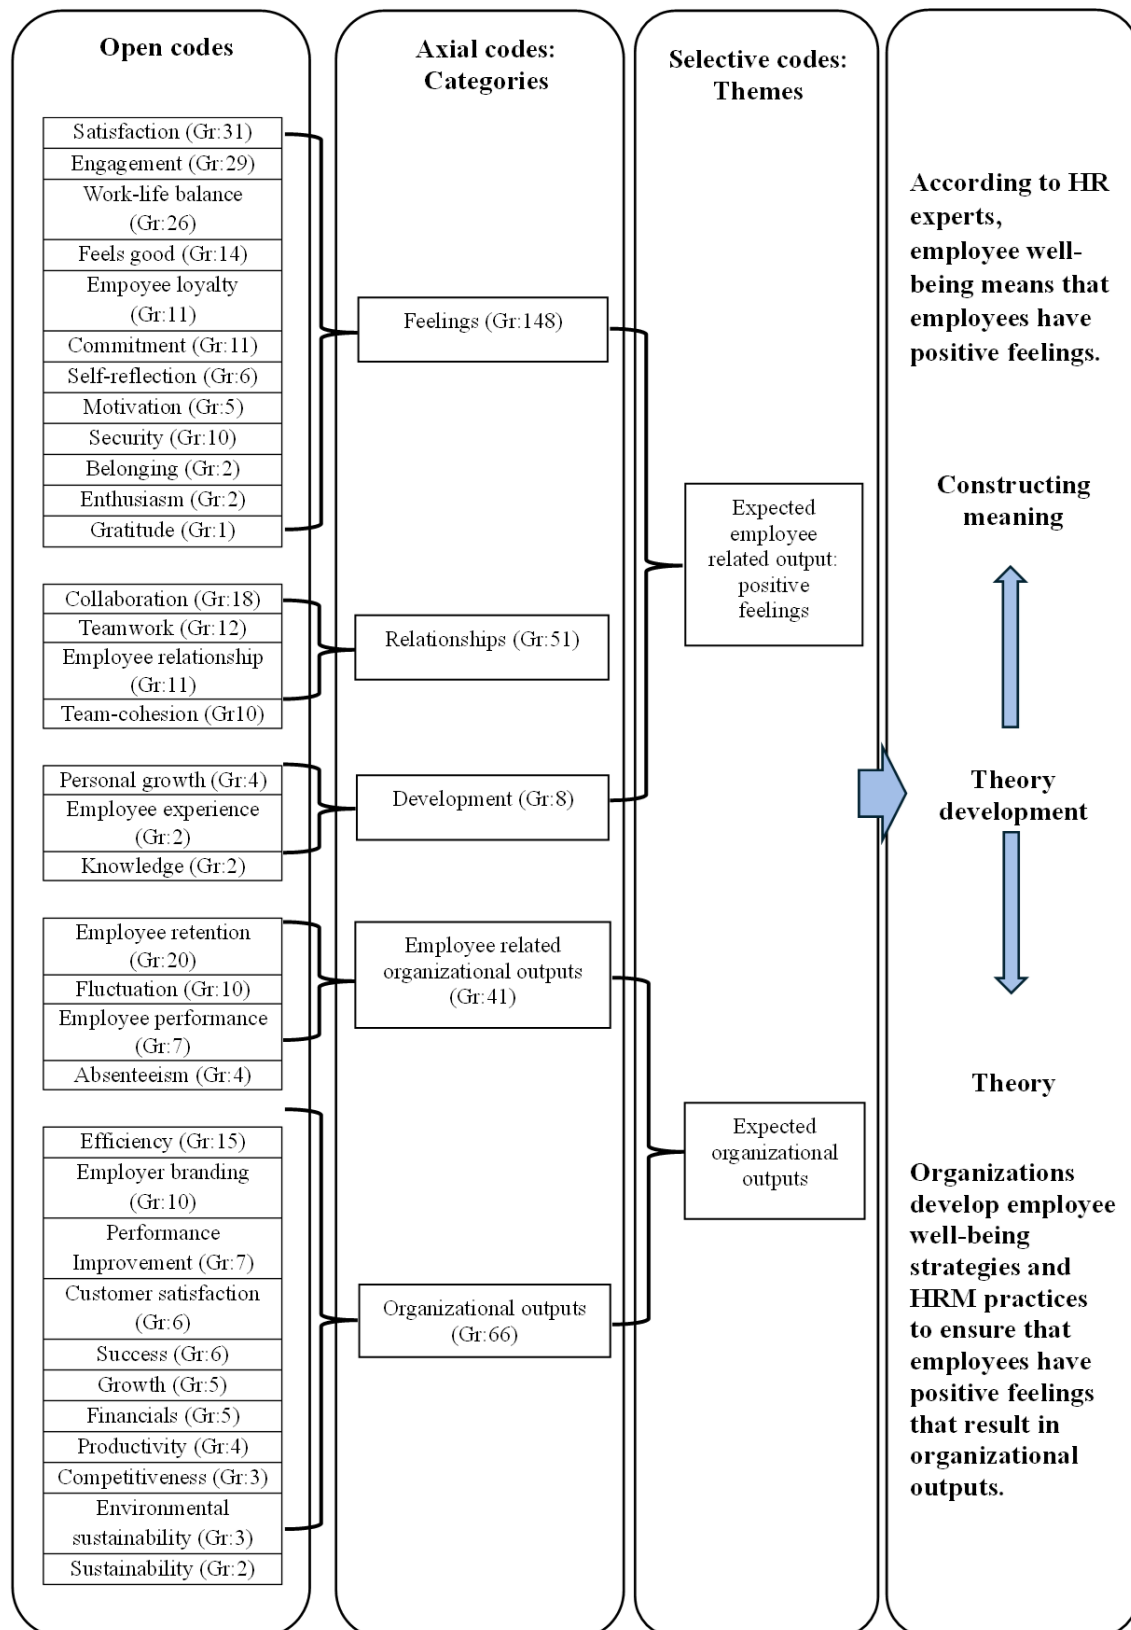 Open codes
Satisfaction (Gr:31)
Engagement (Gr:29)
Work-life balance
(Gr:26)
Feels good (Gr:14)
Empoyee loyalty
(Gr:11)
Commitment (Gr:11)
Self-reflection (Gr:6)
Motivation (Gr:5)
Security (Gr:10)
Belonging (Gr:2)
Enthusiasm (Gr:2)
Gratitude (Gr:1)
Collaboration (Gr:18)
Teamwork (Gr:12)
Employee relationship
(Gr:11)
Team-cohesion (Gr10)
Personal growth (Gr:4)
Employee experience
(Gr:2)
Knowledge (Gr:2)
Employee retention
(Gr:20)
Fluctuation (Gr:10)
Employee performance
(Gr:7)
Absenteeism (Gr:4)
Efficiency (Gr:15)
Employer branding
(Gr:10)
Performance
Improvement (Gr:7)
Customer satisfaction
(Gr:6)
Success (Gr:6)
Growth (Gr:5)
Financials (Gr:5)
Productivity (Gr:4)
Competitiveness (Gr:3)
Environmental
sustainability (Gr:3)
Sustainability (Gr:2)
Axial codes:
Categories
Feelings (Gr:148)
Relationships (Gr:51)
Development (Gr:8)
Employee related
organizational outputs
(Gr:41)
Organizational outputs
(Gr:66)
Selective codes:
Themes
Expected
employee
related output:
positive
feelings
Expected
organizational
outputs
According to HR
experts,
employee well-
being means that
employees have
positive feelings.
Constructing
meaning
Theory
development
Theory
Organizations
develop employee
well-being
strategies and
HRM practices
to ensure that
employees have
positive feelings
that result in
organizational
outputs.